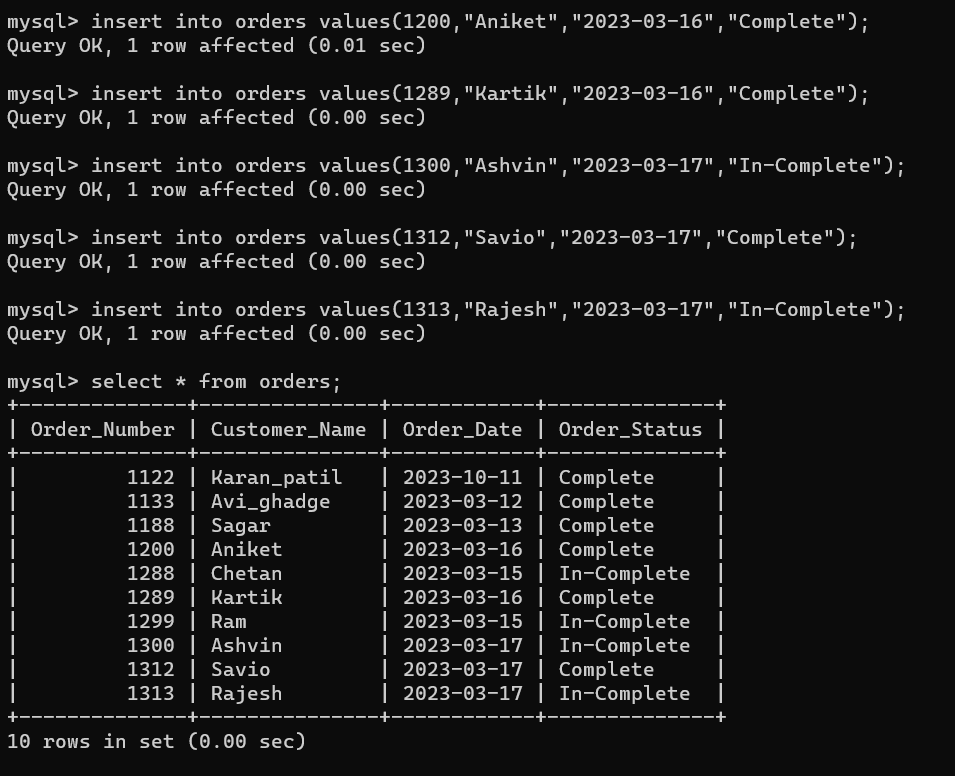 mysql> insert into orders values(1200,"Aniket","2023-03-16","Complete");
Query OK, 1 row affected (0.01 sec)

mysql> insert into orders values(1289,"Kartik","2023-03-16","Complete");
Query OK, 1 row affected (0.00 sec)

mysql> insert into orders values(1300,"Ashvin","2023-03-17","In-Complete");
Query OK, 1 row affected (0.00 sec)

mysql> insert into orders values(1312,"Savio","2023-03-17","Complete");
Query OK, 1 row affected (0.00 sec)

mysql> insert into orders values(1313,"Rajesh","2023-03-17","In-Complete");
Query OK, 1 row affected (0.00 sec)

mysql> select * from orders;
+--------------+---------------+------------+--------------+
| Order_Number | Customer_Name | Order_Date | Order_Status |
+--------------+---------------+------------+--------------+
|         1122 | Karan_patil   | 2023-10-11 | Complete     |
|         1133 | Avi_ghadge    | 2023-03-12 | Complete     |
|         1188 | Sagar         | 2023-03-13 | Complete     |
|         1200 | Aniket        | 2023-03-16 | Complete     |
|         1288 | Chetan        | 2023-03-15 | In-Complete  |
|         1289 | Kartik        | 2023-03-16 | Complete     |
|         1299 | Ram           | 2023-03-15 | In-Complete  |
|         1300 | Ashvin        | 2023-03-17 | In-Complete  |
|         1312 | Savio         | 2023-03-17 | Complete     |
|         1313 | Rajesh        | 2023-03-17 | In-Complete  |
+--------------+---------------+------------+--------------+
10 rows in set (0.00 sec)